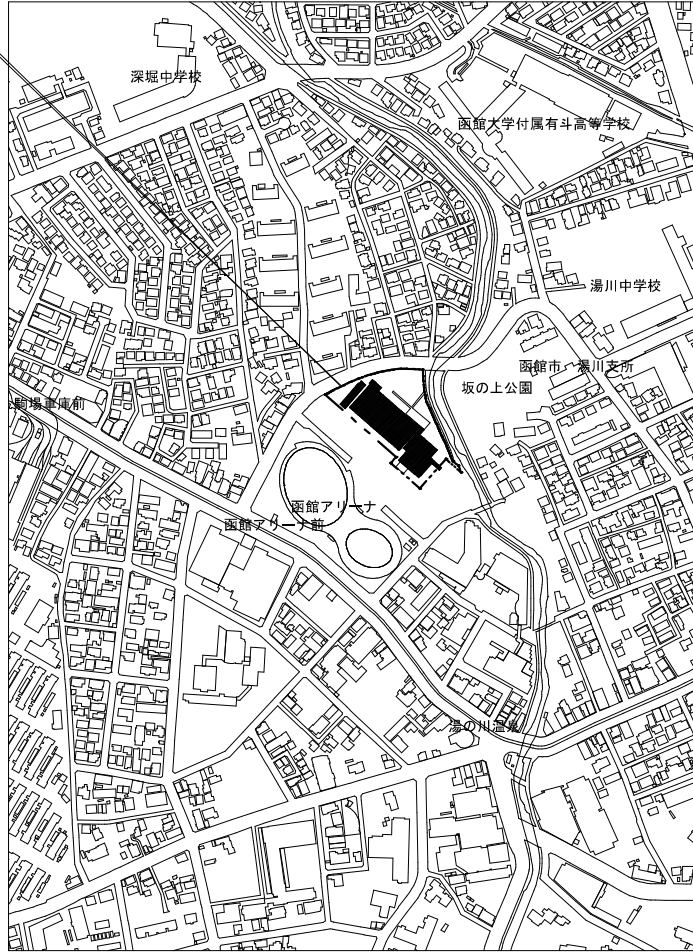 深堀中学校
函館大学付属有斗高等学校
湯川中学校
函館市・湯川支所
坂の上公園
駒場車庫前
函館アリーナ
函館アリーナ前
湯の川温泉